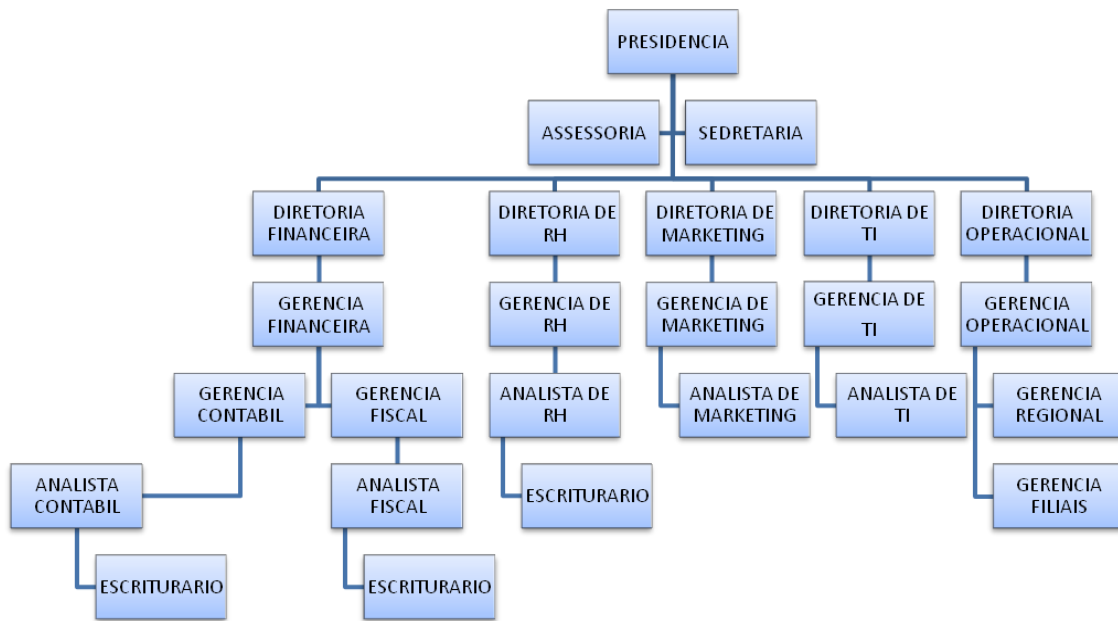 PRESIDENCIA
ASSESSORIA
SEDRETARIA
DIRETORIA
FINANCEIRA
DIRETORIA DE
RH
DIRETORIA DE
MARKETING
DIRETORIA DE
TI
DIRETORIA
OPERACIONAL
GERENCIA
FINANCEIRA
GERENCIA DE
RH
GERENCIA DE
MARKETING
GERENCIA DE
TI
GERENCIA
OPERACIONAL
GERENCIA
CONTABIL
GERENCIA
FISCAL
ANALISTA DE
RH
ANALISTA DE
MARKETING
ANALISTA DE
TI
GERENCIA
REGIONAL
ANALISTA
CONTABIL
ANALISTA
FISCAL
ESCRITURARIO
GERENCIA
FILIAIS
ESCRITURARIO
ESCRITURARIO